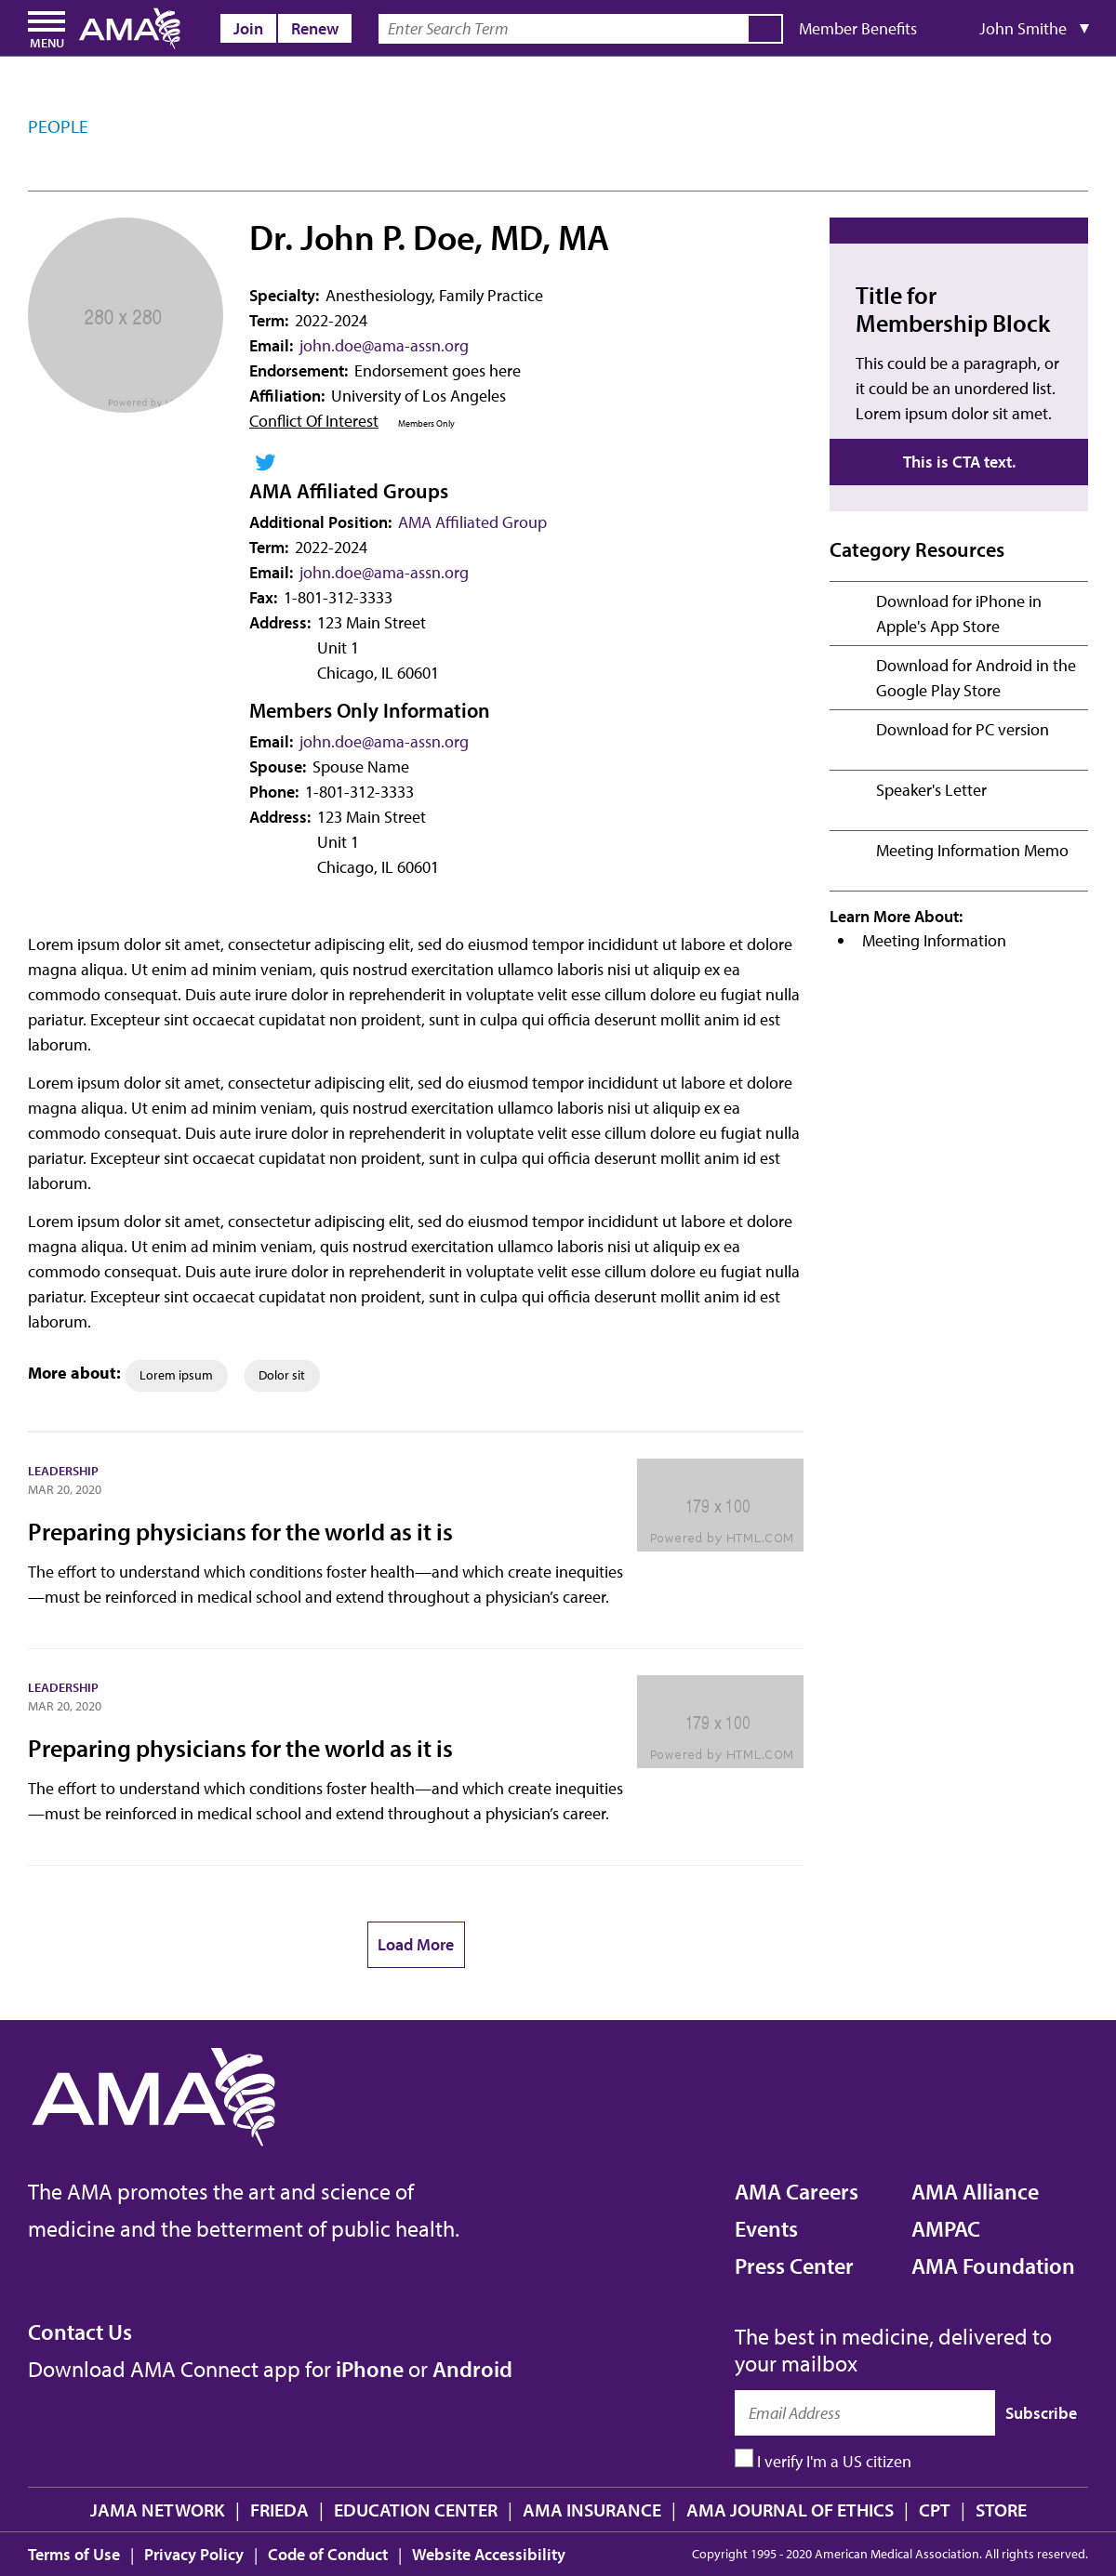 MENU
AMA
Join
Renew
Enter Search Term
Member Benefits
John Smithe ▼
PEOPLE
280 x 280
Powered by
Dr. John P. Doe, MD, MA
Specialty: Anesthesiology, Family Practice
Term: 2022-2024
Email: john.doe@ama-assn.org
Endorsement: Endorsement goes here
Affiliation: University of Los Angeles
Conflict Of Interest Members Only
AMA Affiliated Groups
Additional Position: AMA Affiliated Group
Term: 2022-2024
Email: john.doe@ama-assn.org
Fax: 1-801-312-3333
Address: 123 Main Street
Unit 1
Chicago, IL 60601
Members Only Information
Email: john.doe@ama-assn.org
Spouse: Spouse Name
Phone: 1-801-312-3333
Address: 123 Main Street
Unit 1
Chicago, IL 60601
Title for
Membership Block
This could be a paragraph, or
it could be an unordered list.
Lorem ipsum dolor sit amet.
This is CTA text.
Category Resources
Download for iPhone in
Apple's App Store
Download for Android in the
Google Play Store
Download for PC version
Speaker's Letter
Meeting Information Memo
Learn More About:
• Meeting Information
Lorem ipsum dolor sit amet, consectetur adipiscing elit, sed do eiusmod tempor incididunt ut labore et dolore
magna aliqua. Ut enim ad minim veniam, quis nostrud exercitation ullamco laboris nisi ut aliquip ex ea
commodo consequat. Duis aute irure dolor in reprehenderit in voluptate velit esse cillum dolore eu fugiat nulla
pariatur. Excepteur sint occaecat cupidatat non proident, sunt in culpa qui officia deserunt mollit anim id est
laborum.
Lorem ipsum dolor sit amet, consectetur adipiscing elit, sed do eiusmod tempor incididunt ut labore et dolore
magna aliqua. Ut enim ad minim veniam, quis nostrud exercitation ullamco laboris nisi ut aliquip ex ea
commodo consequat. Duis aute irure dolor in reprehenderit in voluptate velit esse cillum dolore eu fugiat nulla
pariatur. Excepteur sint occaecat cupidatat non proident, sunt in culpa qui officia deserunt mollit anim id est
laborum.
Lorem ipsum dolor sit amet, consectetur adipiscing elit, sed do eiusmod tempor incididunt ut labore et dolore
magna aliqua. Ut enim ad minim veniam, quis nostrud exercitation ullamco laboris nisi ut aliquip ex ea
commodo consequat. Duis aute irure dolor in reprehenderit in voluptate velit esse cillum dolore eu fugiat nulla
pariatur. Excepteur sint occaecat cupidatat non proident, sunt in culpa qui officia deserunt mollit anim id est
laborum.
More about: Lorem ipsum Dolor sit
LEADERSHIP
MAR 20, 2020
Preparing physicians for the world as it is
The effort to understand which conditions foster health—and which create inequities
—must be reinforced in medical school and extend throughout a physician’s career.
179 x 100
Powered by HTML.COM
LEADERSHIP
MAR 20, 2020
Preparing physicians for the world as it is
The effort to understand which conditions foster health—and which create inequities
—must be reinforced in medical school and extend throughout a physician’s career.
179 x 100
Powered by HTML.COM
Load More
AMA
The AMA promotes the art and science of
medicine and the betterment of public health.
AMA Careers
Events
Press Center
AMA Alliance
AMPAC
AMA Foundation
Contact Us
Download AMA Connect app for iPhone or Android
The best in medicine, delivered to
your mailbox
Email Address
Subscribe
I verify I'm a US citizen
JAMA NETWORK | FRIEDA | EDUCATION CENTER | AMA INSURANCE | AMA JOURNAL OF ETHICS | CPT | STORE
Terms of Use | Privacy Policy | Code of Conduct | Website Accessibility
Copyright 1995 - 2020 American Medical Association. All rights reserved.